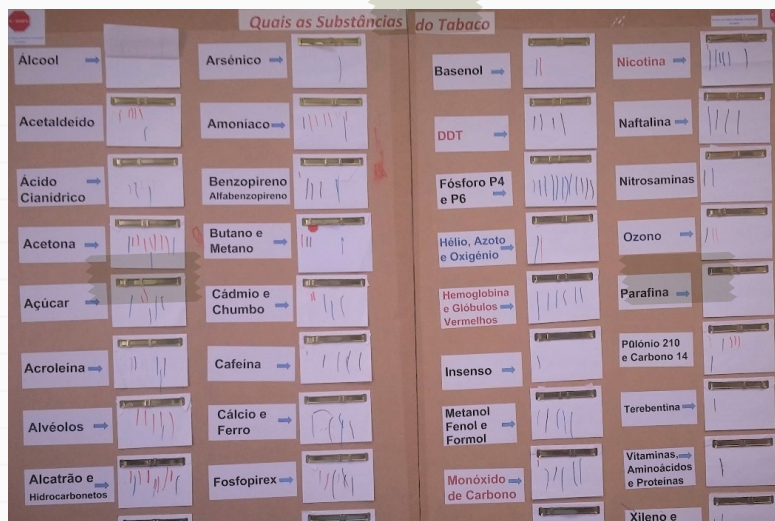 Quais as Substâncias do Tabaco
Álcool
Acetaldeído
Ácido
Cianídrico
Acetona
Açúcar
Acroleína
Alvéolos
Alcatrão e
Hidrocarbonetos
Arsénico
Amoniaco
Benzopireno
Alfabenzopireno
Butano e
Metano
Cádmio e
Chumbo
Cafeína
Cálcio e
Ferro
Fosfopirex
Basenol
DDT
Fósforo P4
e P6
Hélio, Azoto
e Oxigénio
Hemoglobina
e Glóbulos
Vermelhos
Insenso
Metanol
Fenol e
Formol
Monóxido
de Carbono
Nicotina
Naftalina
Nitrosaminas
Ozono
Parafina
Pólónio 210
e Carbono 14
Terebentina
Vitaminas,
Aminoácidos
e Proteínas
Xileno e